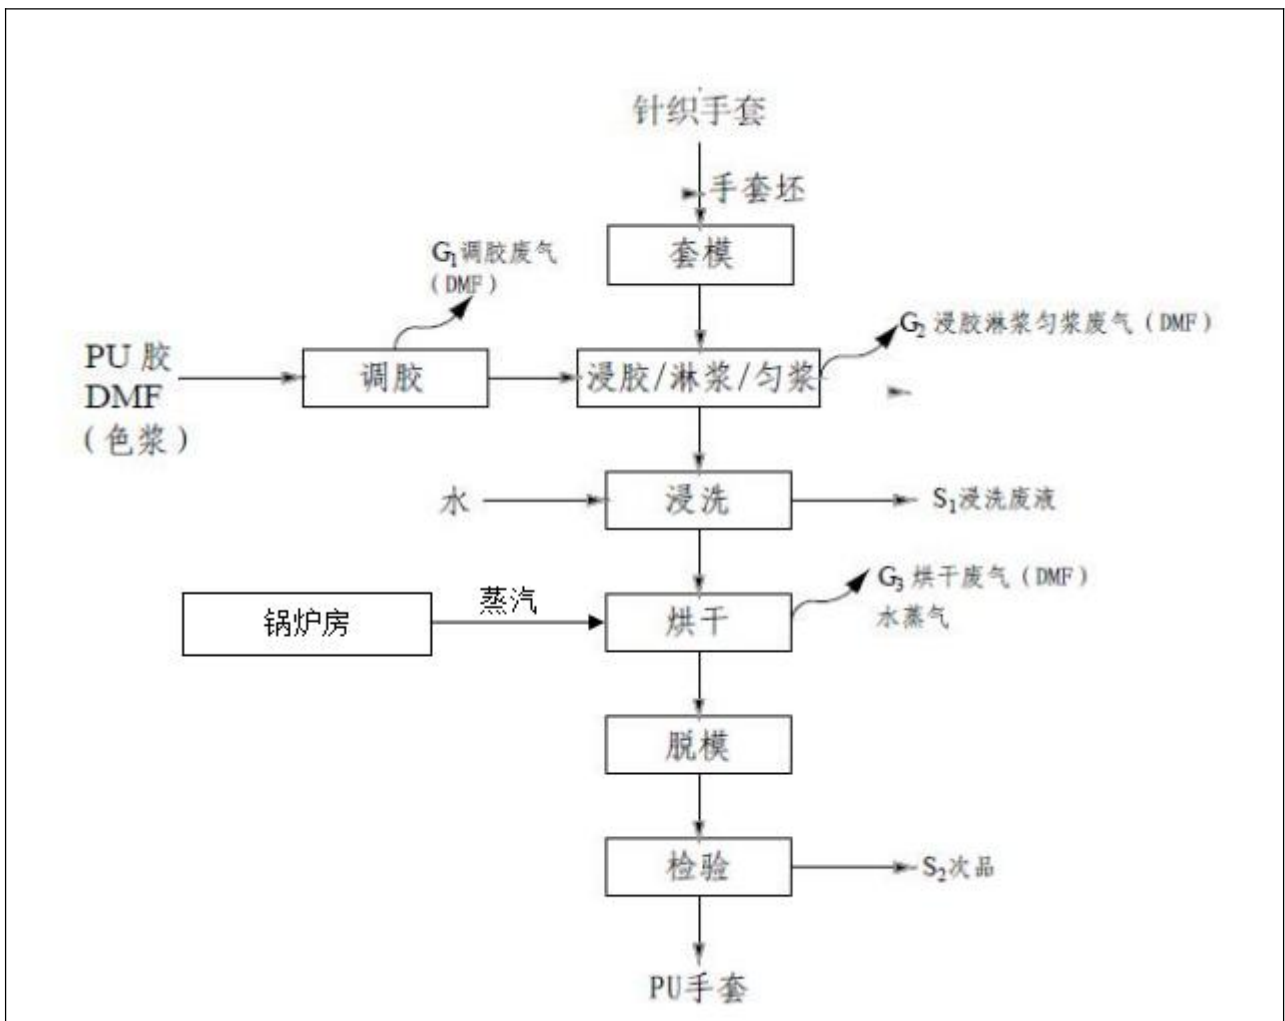 针织手套
手套坯
套模
G₁调胶废气
(DMF)
G₂ 浸胶淋浆匀浆废气(DMF)
PU 胶
DMF
(色浆)
调胶
浸胶/淋浆/匀浆
水
浸洗
S₁浸洗废液
锅炉房
蒸汽
烘干
G₃ 烘干废气(DMF)
水蒸气
脱模
检验
S₂次品
PU手套